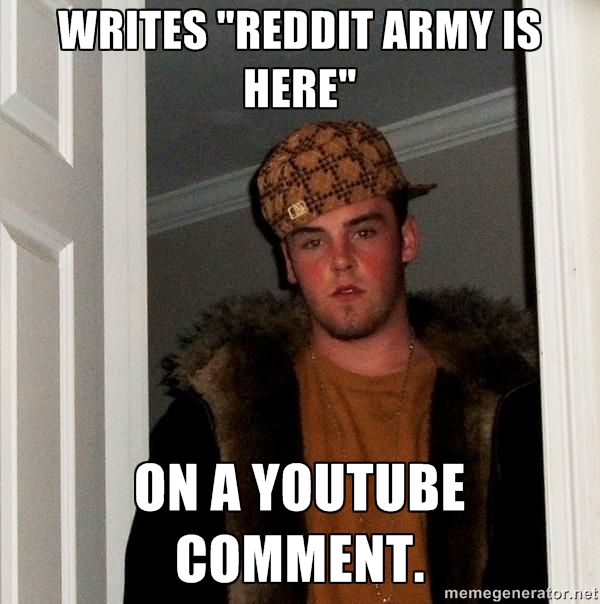 WRITES "REDDIT ARMY IS
HERE"
ON A YOUTUBE
COMMENT.
memegenerator.net